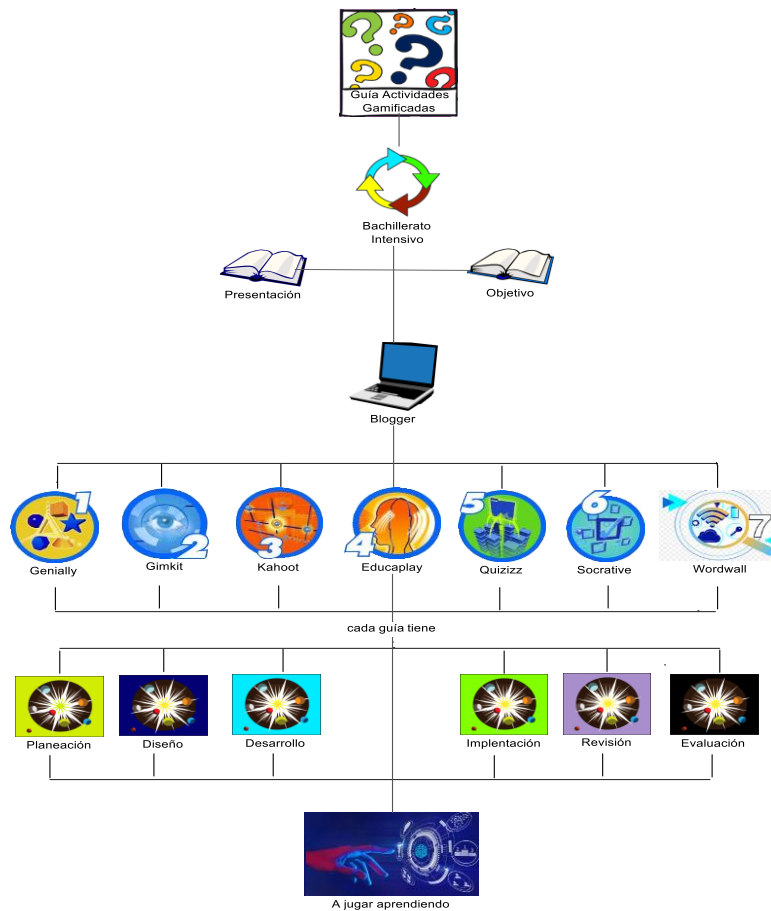 Guía Actividades
Gamificadas
Bachillerato
Intensivo
Presentación
Objetivo
Blogger
1
2
3
4
5
6
7
Genially
Gimkit
Kahoot
Educaplay
Quizizz
Socrative
Wordwall
cada guía tiene
Planeación
Diseño
Desarrollo
Implentación
Revisión
Evaluación
A jugar aprendiendo